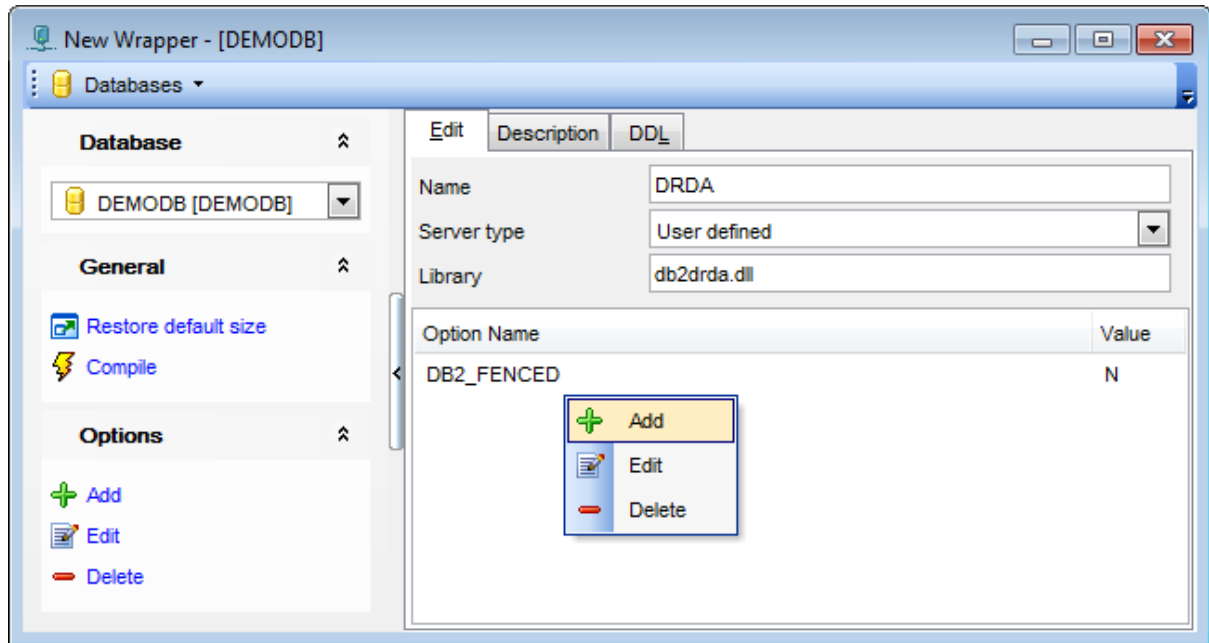 New Wrapper - [DEMODB]
Databases
Database
DEMODB [DEMODB]
General
Restore default size
Compile
Options
Add
Edit
Delete
Edit Description DDL
Name DRDA
Server type User defined
Library db2drda.dll
Option Name Value
DB2_FENCED N
Add
Edit
Delete